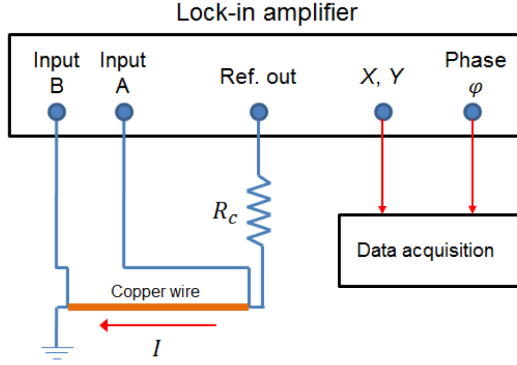 Lock-in amplifier
Input
B
Input
A
Ref. out
X, Y
Phase
φ
R_c
Data acquisition
Copper wire
I